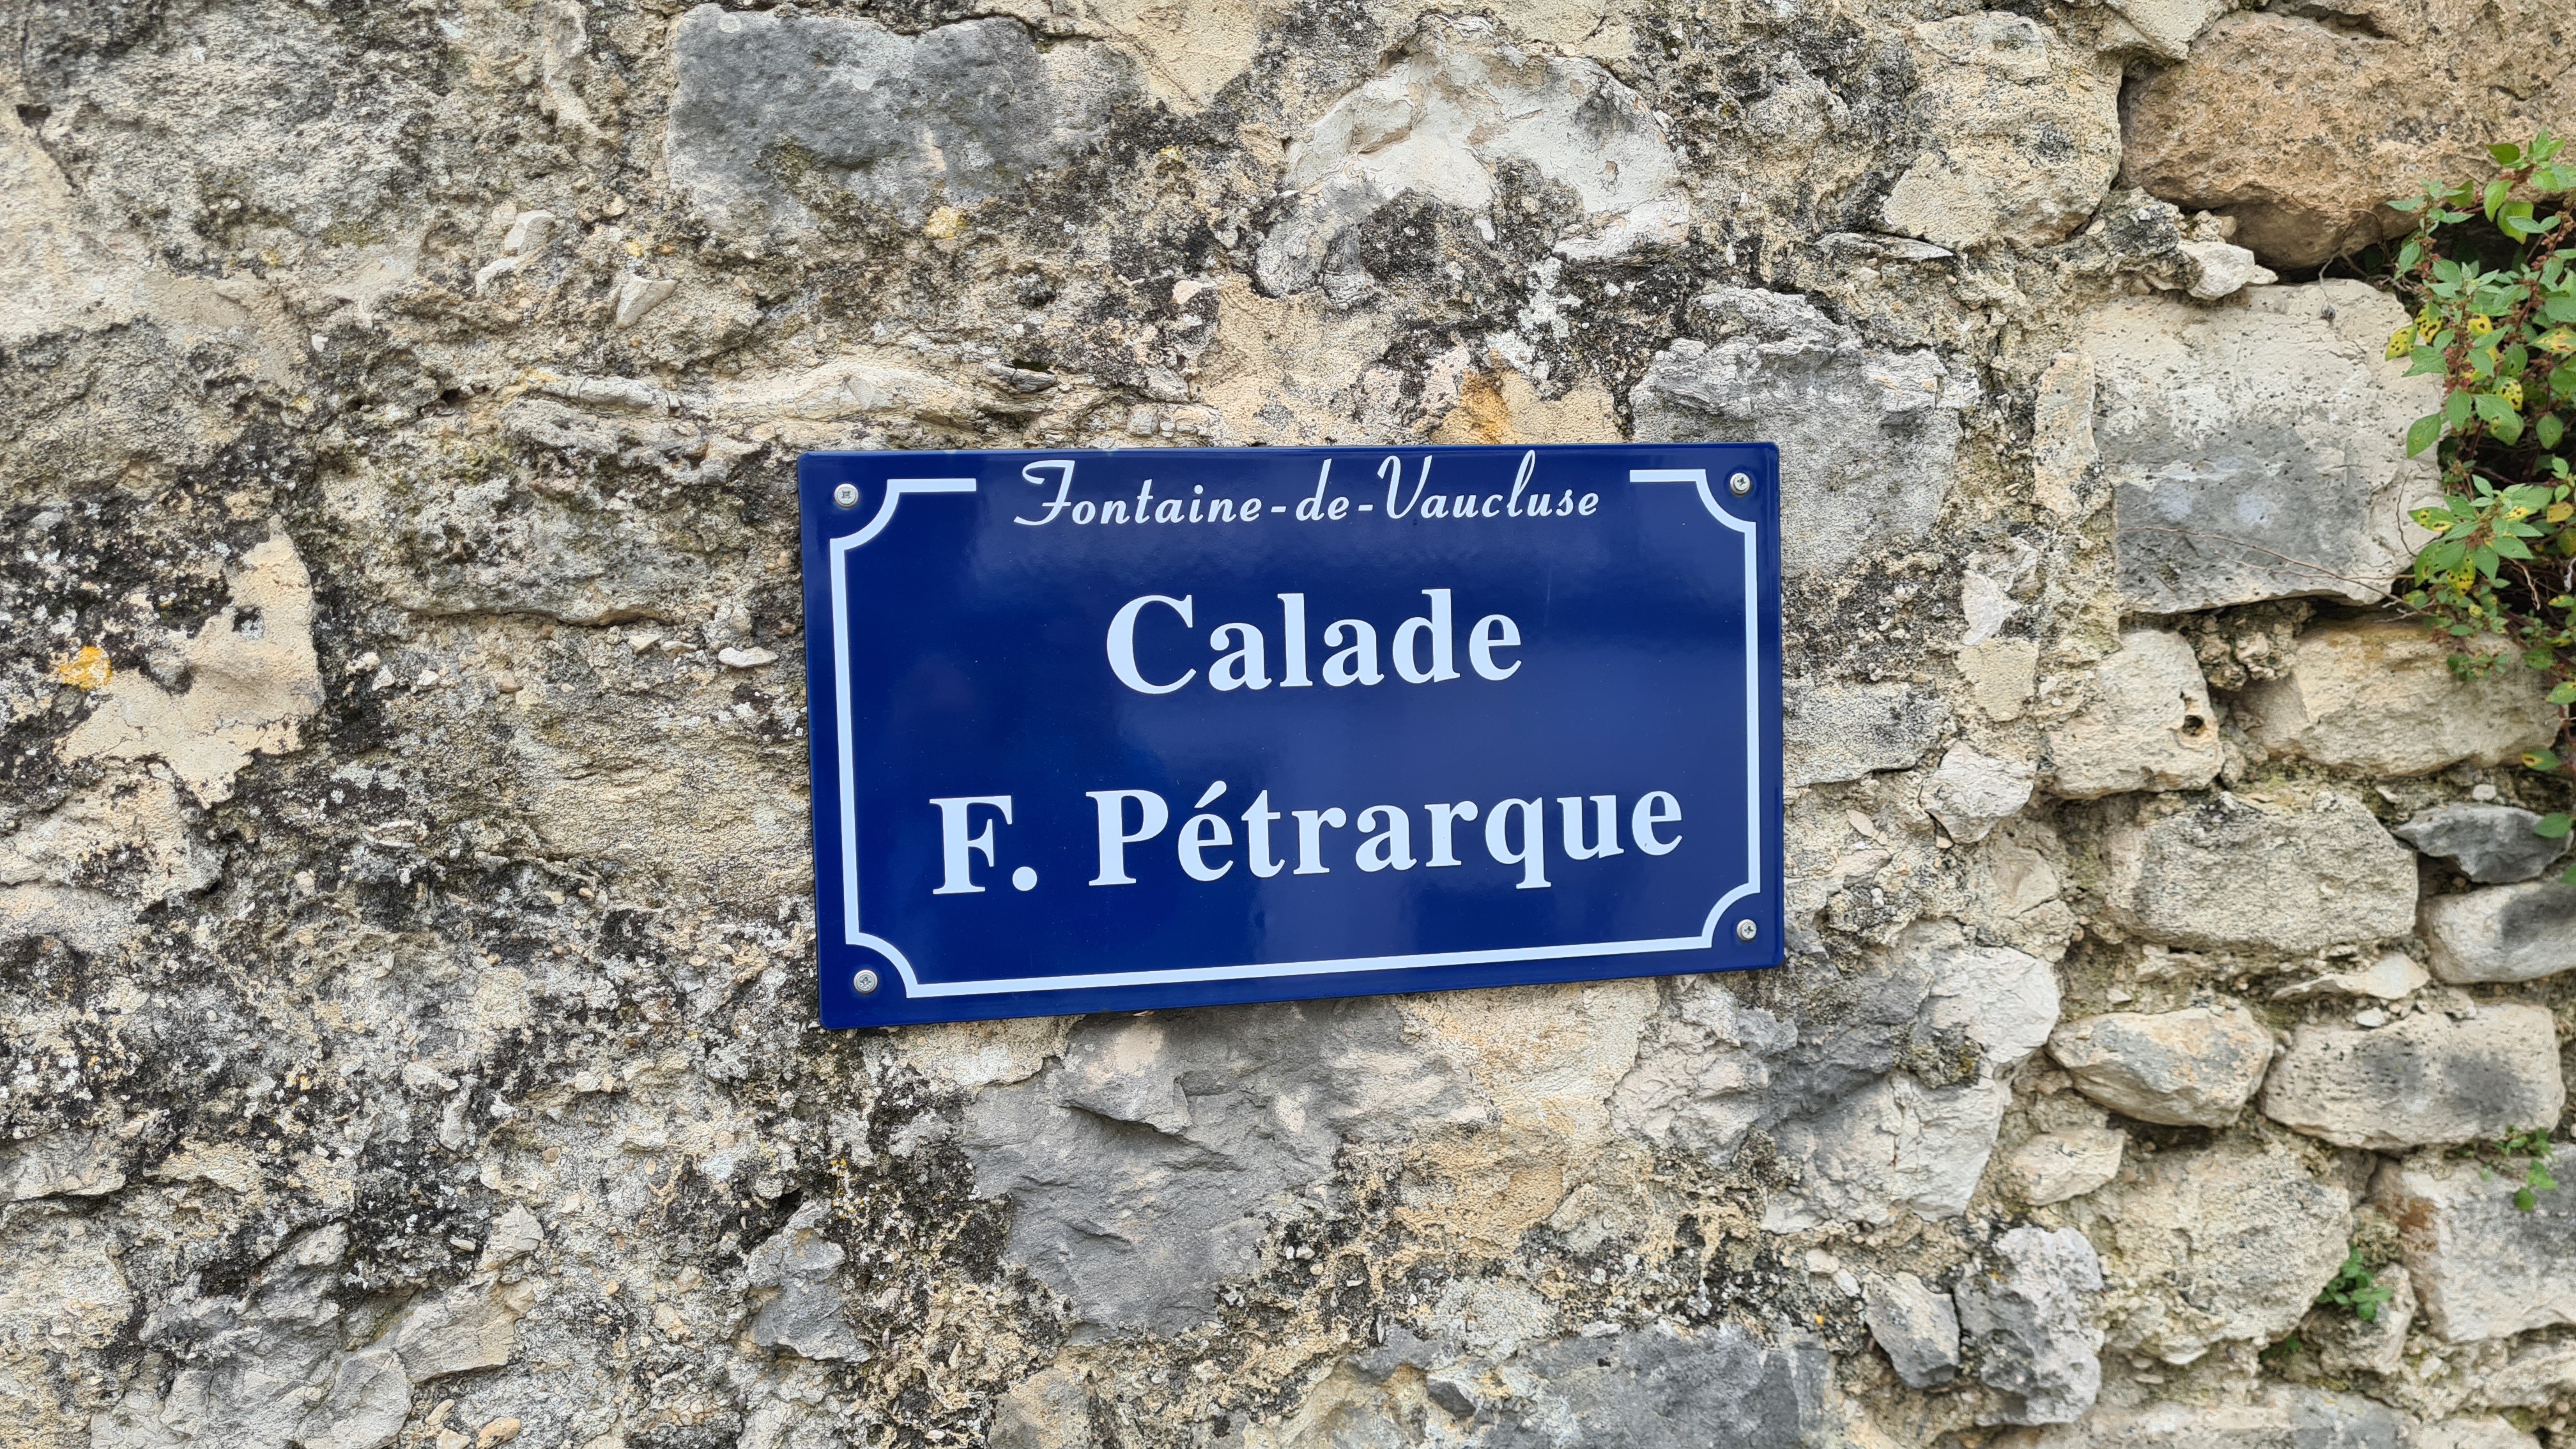 Fontaine-de-Vaucluse
Calade
F. Pétrarque